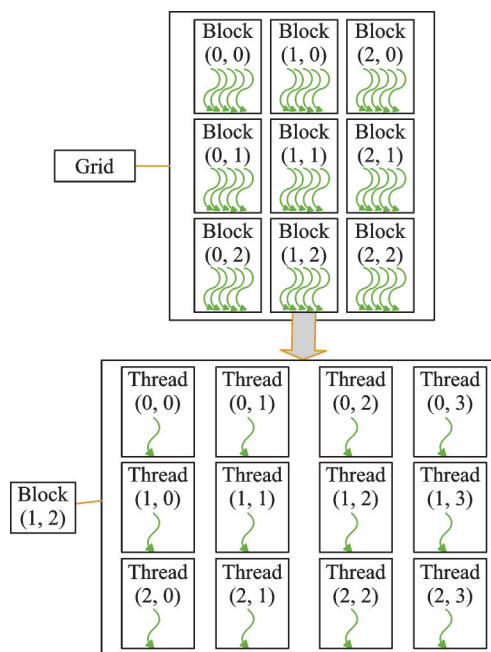 Block Block Block
(0, 0) (1, 0) (2, 0)
Block Block Block
(0, 1) (1, 1) (2, 1)
Grid
Block Block Block
(0, 2) (1, 2) (2, 2)
Thread Thread Thread Thread
(0, 0) (0, 1) (0, 2) (0, 3)
Thread Thread Thread Thread
(1, 0) (1, 1) (1, 2) (1, 3)
Block
(1, 2)
Thread Thread Thread Thread
(2, 0) (2, 1) (2, 2) (2, 3)